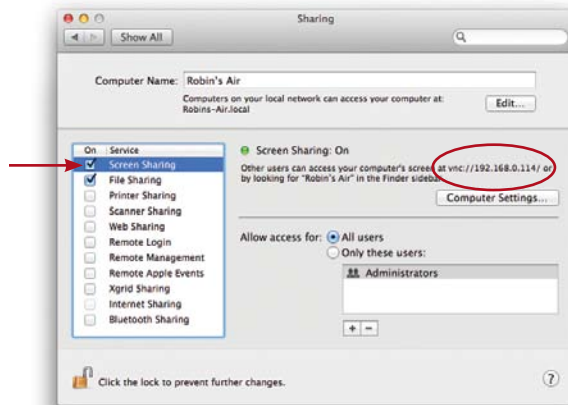 Sharing
Show All
Computer Name: Robin's Air
Computers on your local network can access your computer at:
Robins-Air.local
Edit...
On Service
Screen Sharing
File Sharing
Printer Sharing
Scanner Sharing
Web Sharing
Remote Login
Remote Management
Remote Apple Events
Xgrid Sharing
Internet Sharing
Bluetooth Sharing
Screen Sharing: On
Other users can access your computer's screen at vnc://192.168.0.114/ or
by looking for "Robin's Air" in the Finder sidebar
Computer Settings...
Allow access for: All users
Only these users:
Administrators
+ −
Click the lock to prevent further changes.
?